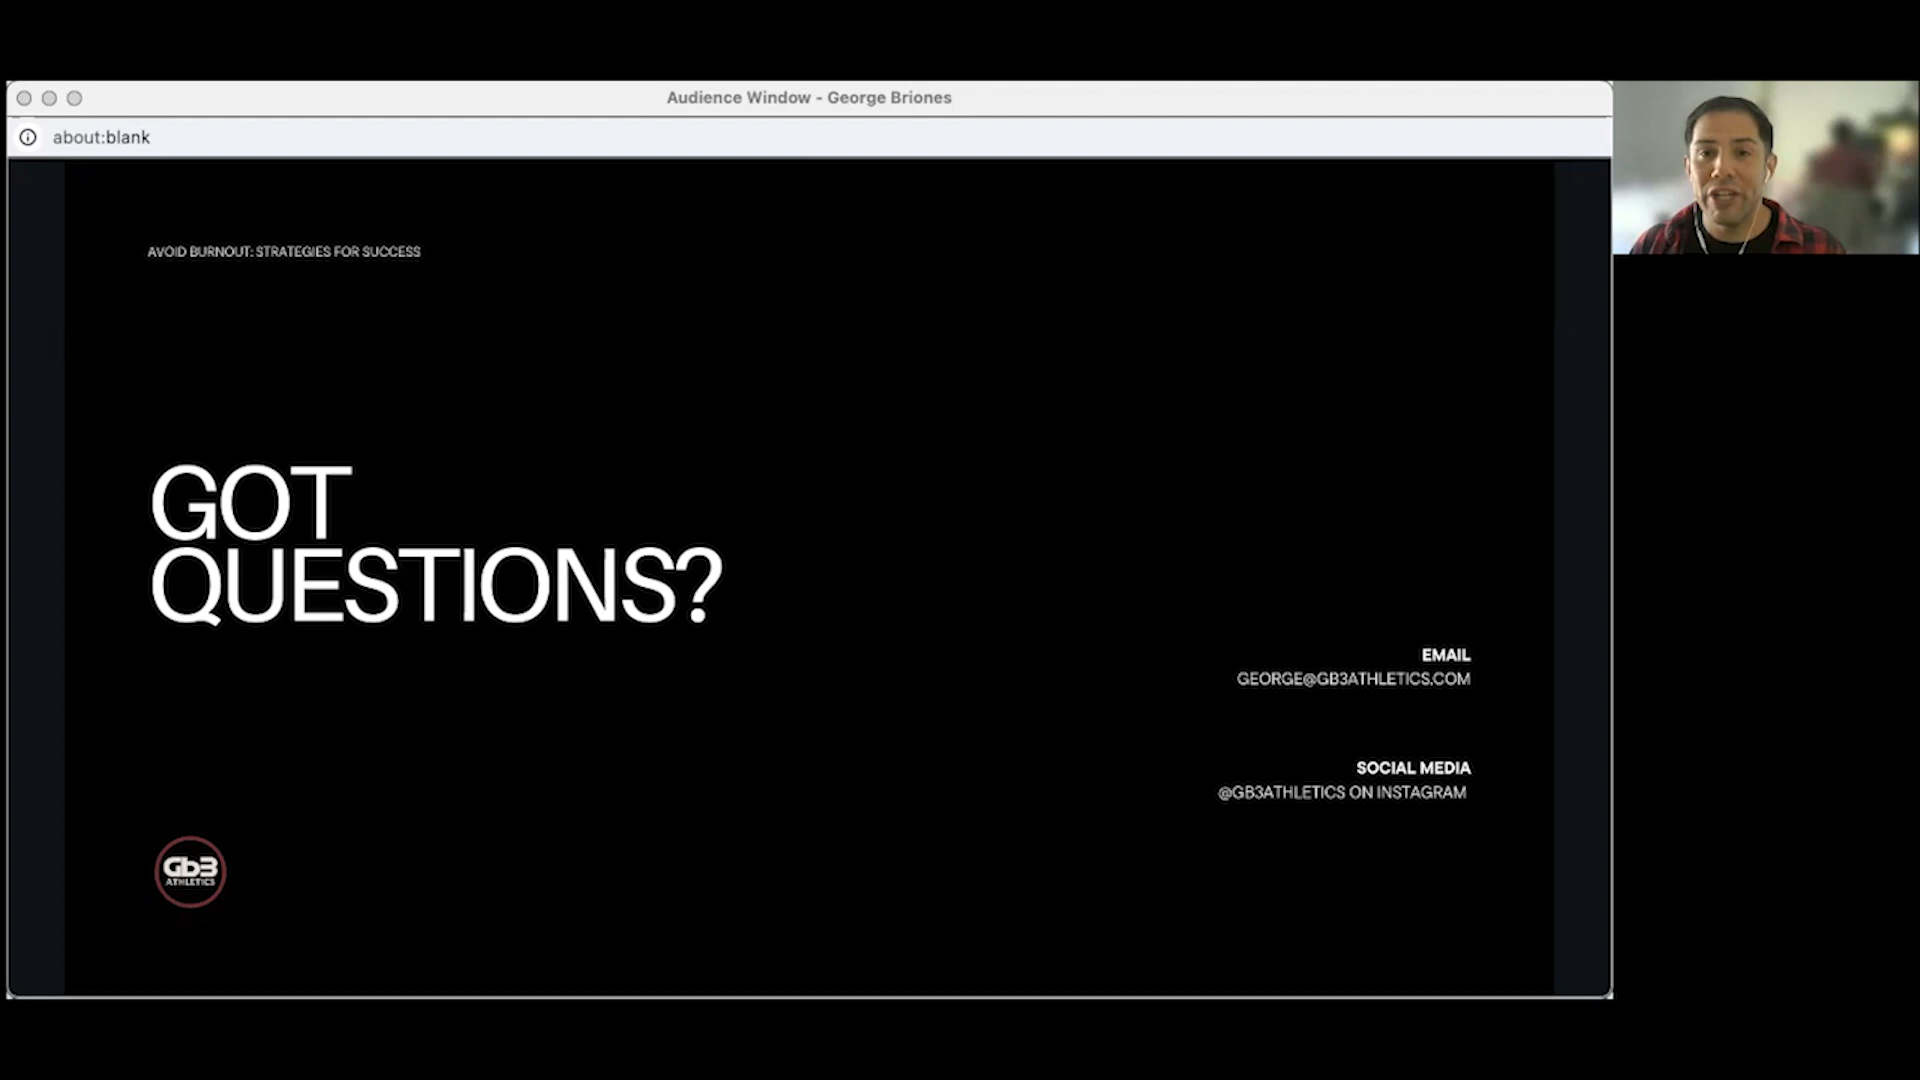 Audience Window - George Briones
about:blank
AVOID BURNOUT: STRATEGIES FOR SUCCESS
GOT
QUESTIONS?
EMAIL
GEORGE@GB3ATHLETICS.COM
SOCIAL MEDIA
@GB3ATHLETICS ON INSTAGRAM
Gb3
ATHLETICS